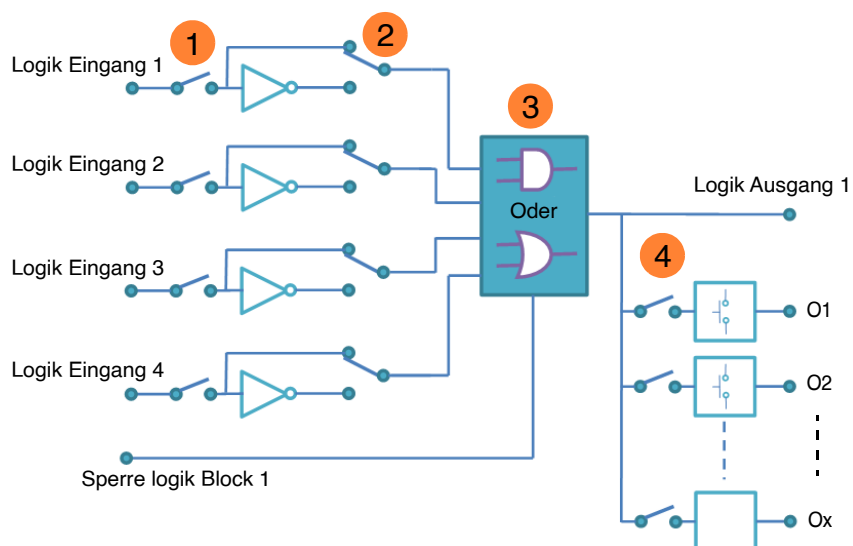 1
2
Logik Eingang 1
3
Logik Eingang 2
Oder
Logik Ausgang 1
Logik Eingang 3
4
O1
Logik Eingang 4
O2
Sperre logik Block 1
Ox